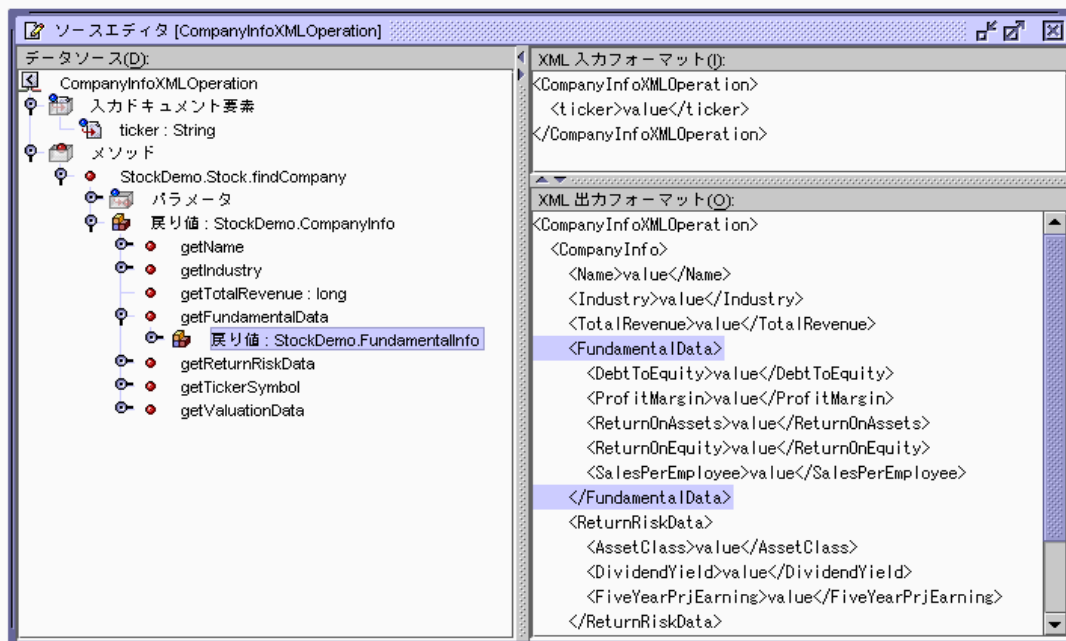 ソースエディタ [CompanyInfoXMLOperation]
データソース(D):
CompanyInfoXMLOperation
入力ドキュメント要素
ticker : String
メソッド
StockDemo.Stock.findCompany
パラメータ
戻り値 : StockDemo.CompanyInfo
getName
getIndustry
getTotalRevenue : long
getFundamentalData
戻り値 : StockDemo.FundamentalInfo
getReturnRiskData
getTickerSymbol
getValuationData
XML 入力フォーマット(I):
<CompanyInfoXMLOperation>
<ticker>value</ticker>
</CompanyInfoXMLOperation>
XML 出力フォーマット(O):
<CompanyInfoXMLOperation>
<CompanyInfo>
<Name>value</Name>
<Industry>value</Industry>
<TotalRevenue>value</TotalRevenue>
<FundamentalData>
<DebtToEquity>value</DebtToEquity>
<ProfitMargin>value</ProfitMargin>
<ReturnOnAssets>value</ReturnOnAssets>
<ReturnOnEquity>value</ReturnOnEquity>
<SalesPerEmployee>value</SalesPerEmployee>
</FundamentalData>
<ReturnRiskData>
<AssetClass>value</AssetClass>
<DividendYield>value</DividendYield>
<FiveYearPrjEarning>value</FiveYearPrjEarning>
</ReturnRiskData>